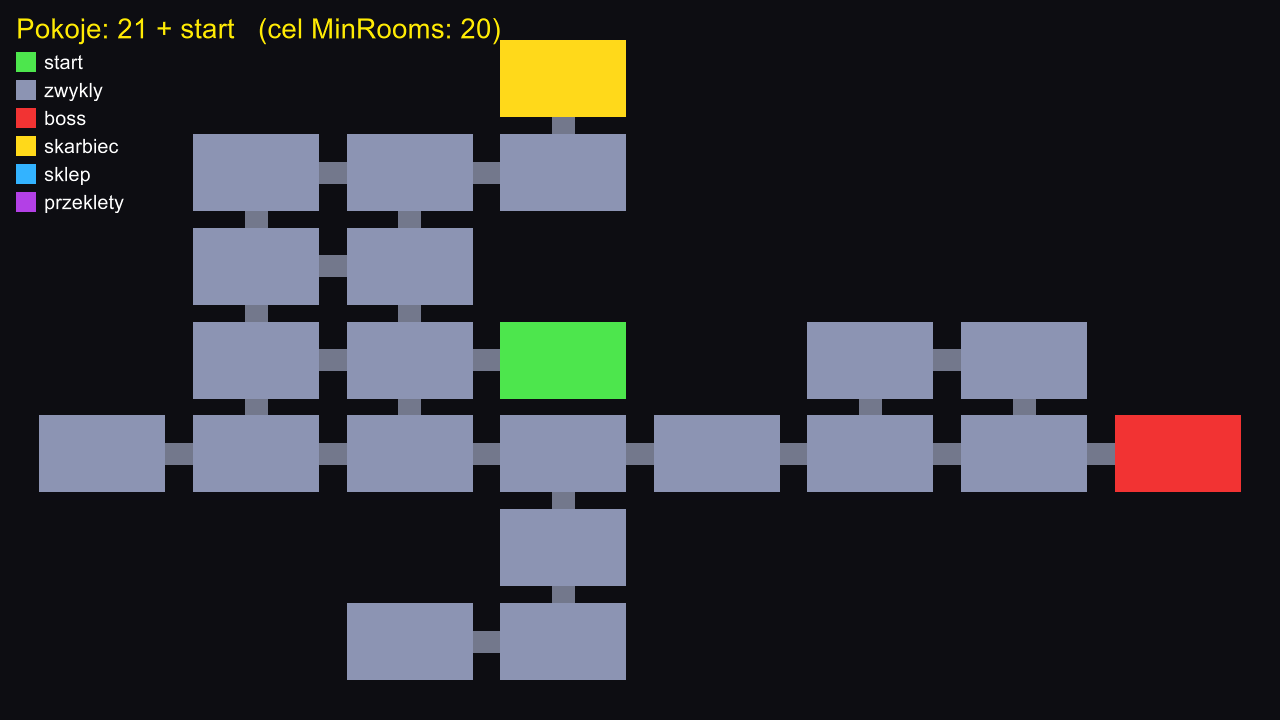 Pokoje: 21 + start   (cel MinRooms: 20)
start
zwykly
boss
skarbiec
sklep
przeklety